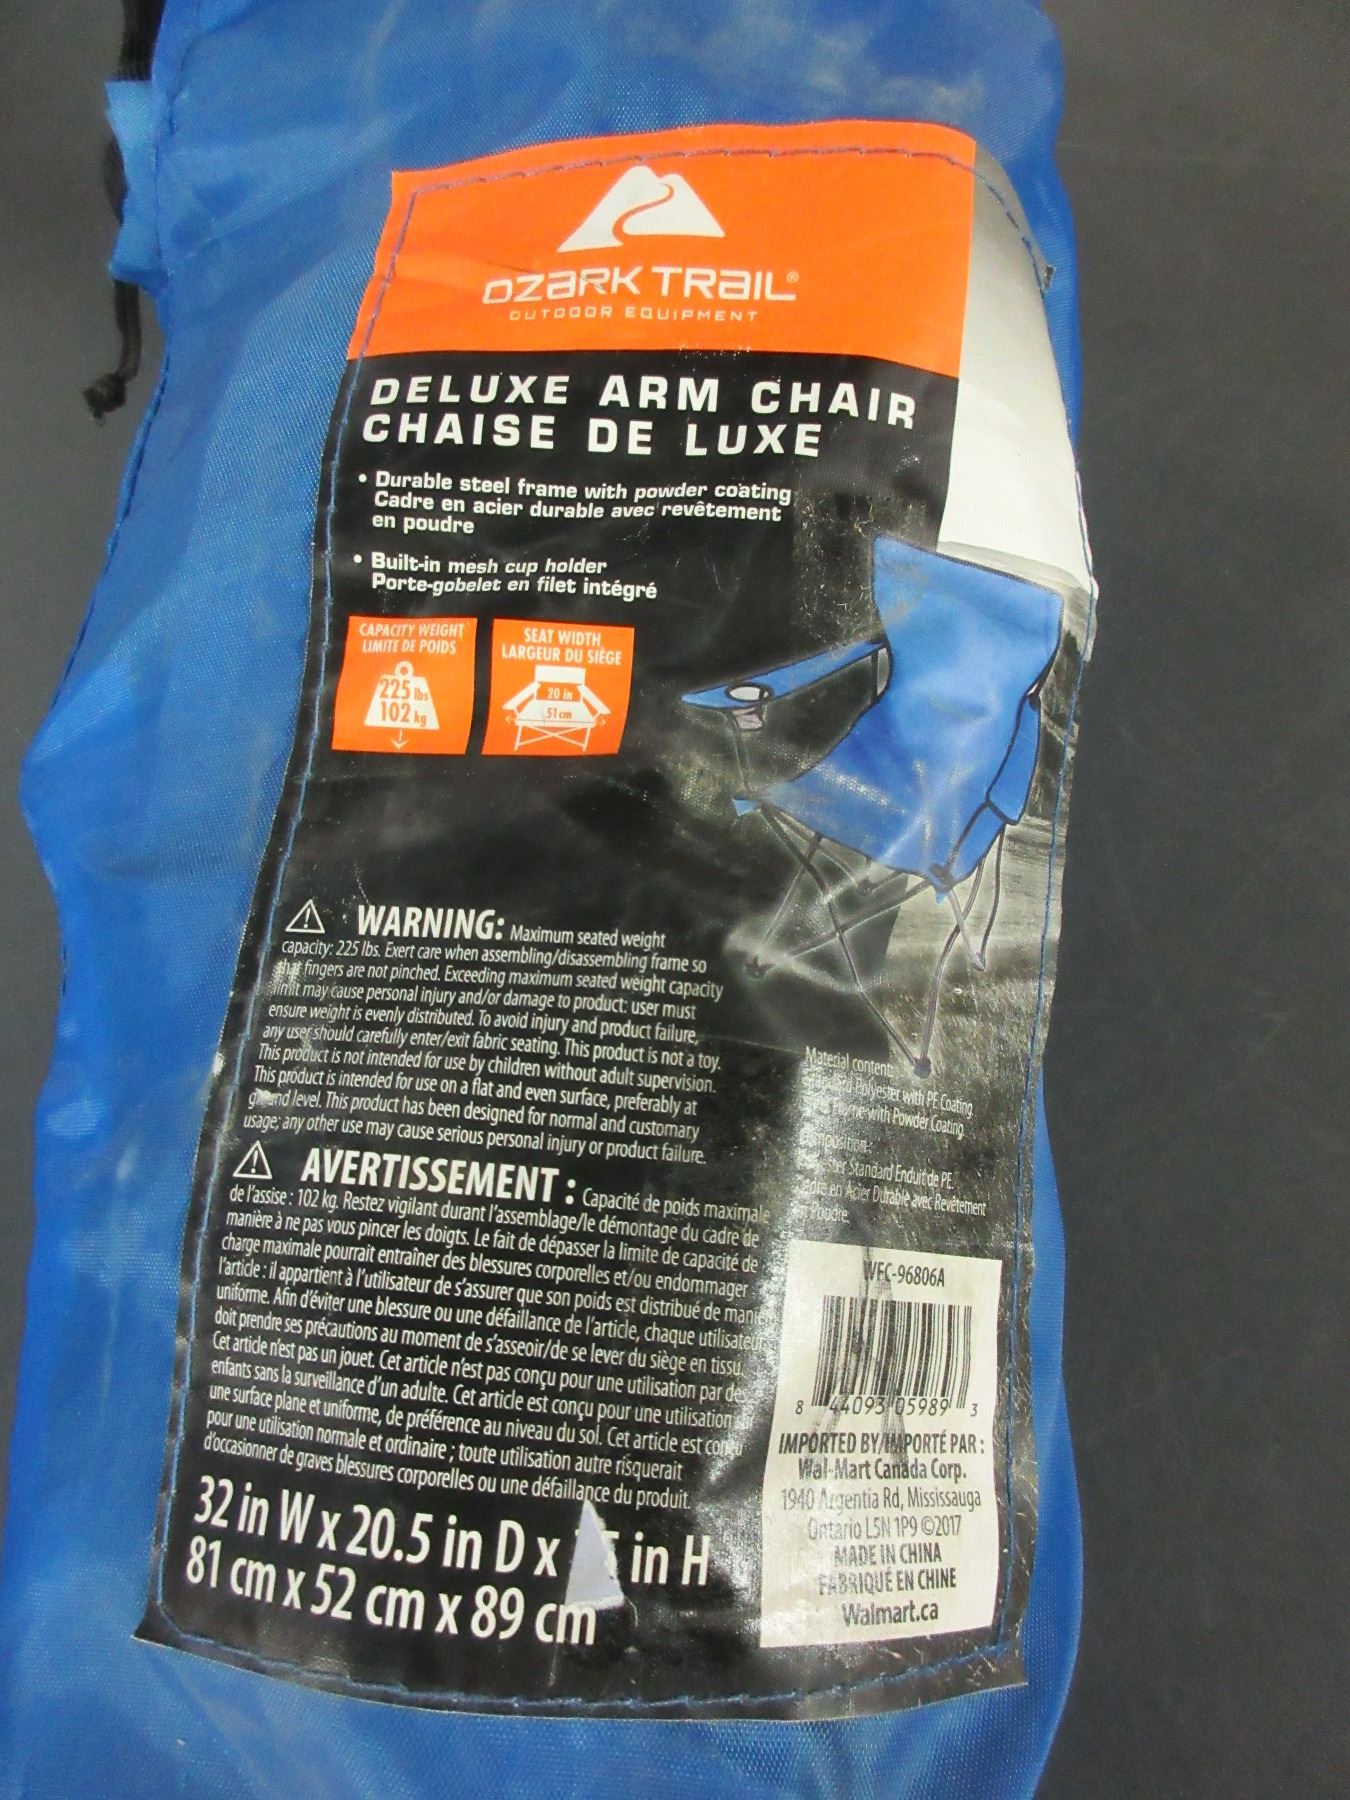 OZARK TRAIL®
OUTDOOR EQUIPMENT
DELUXE ARM CHAIR
CHAISE DE LUXE
• Durable steel frame with powder coating
Cadre en acier durable avec revêtement
en poudre
• Built-in mesh cup holder
Porte-gobelet en filet intégré
CAPACITY WEIGHT
LIMITE DE POIDS
225 lbs
102 kg
SEAT WIDTH
LARGEUR DU SIÈGE
20 in
51cm
WARNING: Maximum seated weight
capacity: 225 lbs. Exert care when assembling/disassembling frame so
that fingers are not pinched. Exceeding maximum seated weight capacity
limit may cause personal injury and/or damage to product: user must
ensure weight is evenly distributed. To avoid injury and product failure,
any user should carefully enter/exit fabric seating. This product is not a toy.
This product is not intended for use by children without adult supervision.
This product is intended for use on a flat and even surface, preferably at
ground level. This product has been designed for normal and customary
usage; any other use may cause serious personal injury or product failure.
AVERTISSEMENT : Capacité de poids maximale
de l'assise : 102 kg. Restez vigilant durant l'assemblage/le démontage du cadre de
manière à ne pas vous pincer les doigts. Le fait de dépasser la limite de capacité de
charge maximale pourrait entraîner des blessures corporelles et/ou endommager
l'article : il appartient à l'utilisateur de s'assurer que son poids est distribué de
uniforme. Afin d'éviter une blessure ou une défaillance de l'article, chaque utilisateur
doit prendre ses précautions au moment de s'asseoir/de se lever du siège en tissu.
Cet article n'est pas un jouet. Cet article n'est pas conçu pour une utilisation par des
enfants sans la surveillance d'un adulte. Cet article est conçu pour une utilisation
une surface plane et uniforme, de préférence au niveau du sol. Cet article est conçu
pour une utilisation normale et ordinaire ; toute utilisation autre risquerait
d'occasionner de graves blessures corporelles ou une défaillance du produit.
32 in W x 20.5 in D x in H
81 cm x 52 cm x 89 cm
Material content:
Polyester with PE Coating
with Powder Coating
Standard Enduit de PE
en Acier Durable avec Revêtement
Poudre
WFC-96806A
8 44093 05989 3
IMPORTED BY/IMPORTÉ PAR :
Wal-Mart Canada Corp.
1940 Argentia Rd, Mississauga
Ontario L5N 1P9 ©2017
MADE IN CHINA
FABRIQUÉ EN CHINE
Walmart.ca